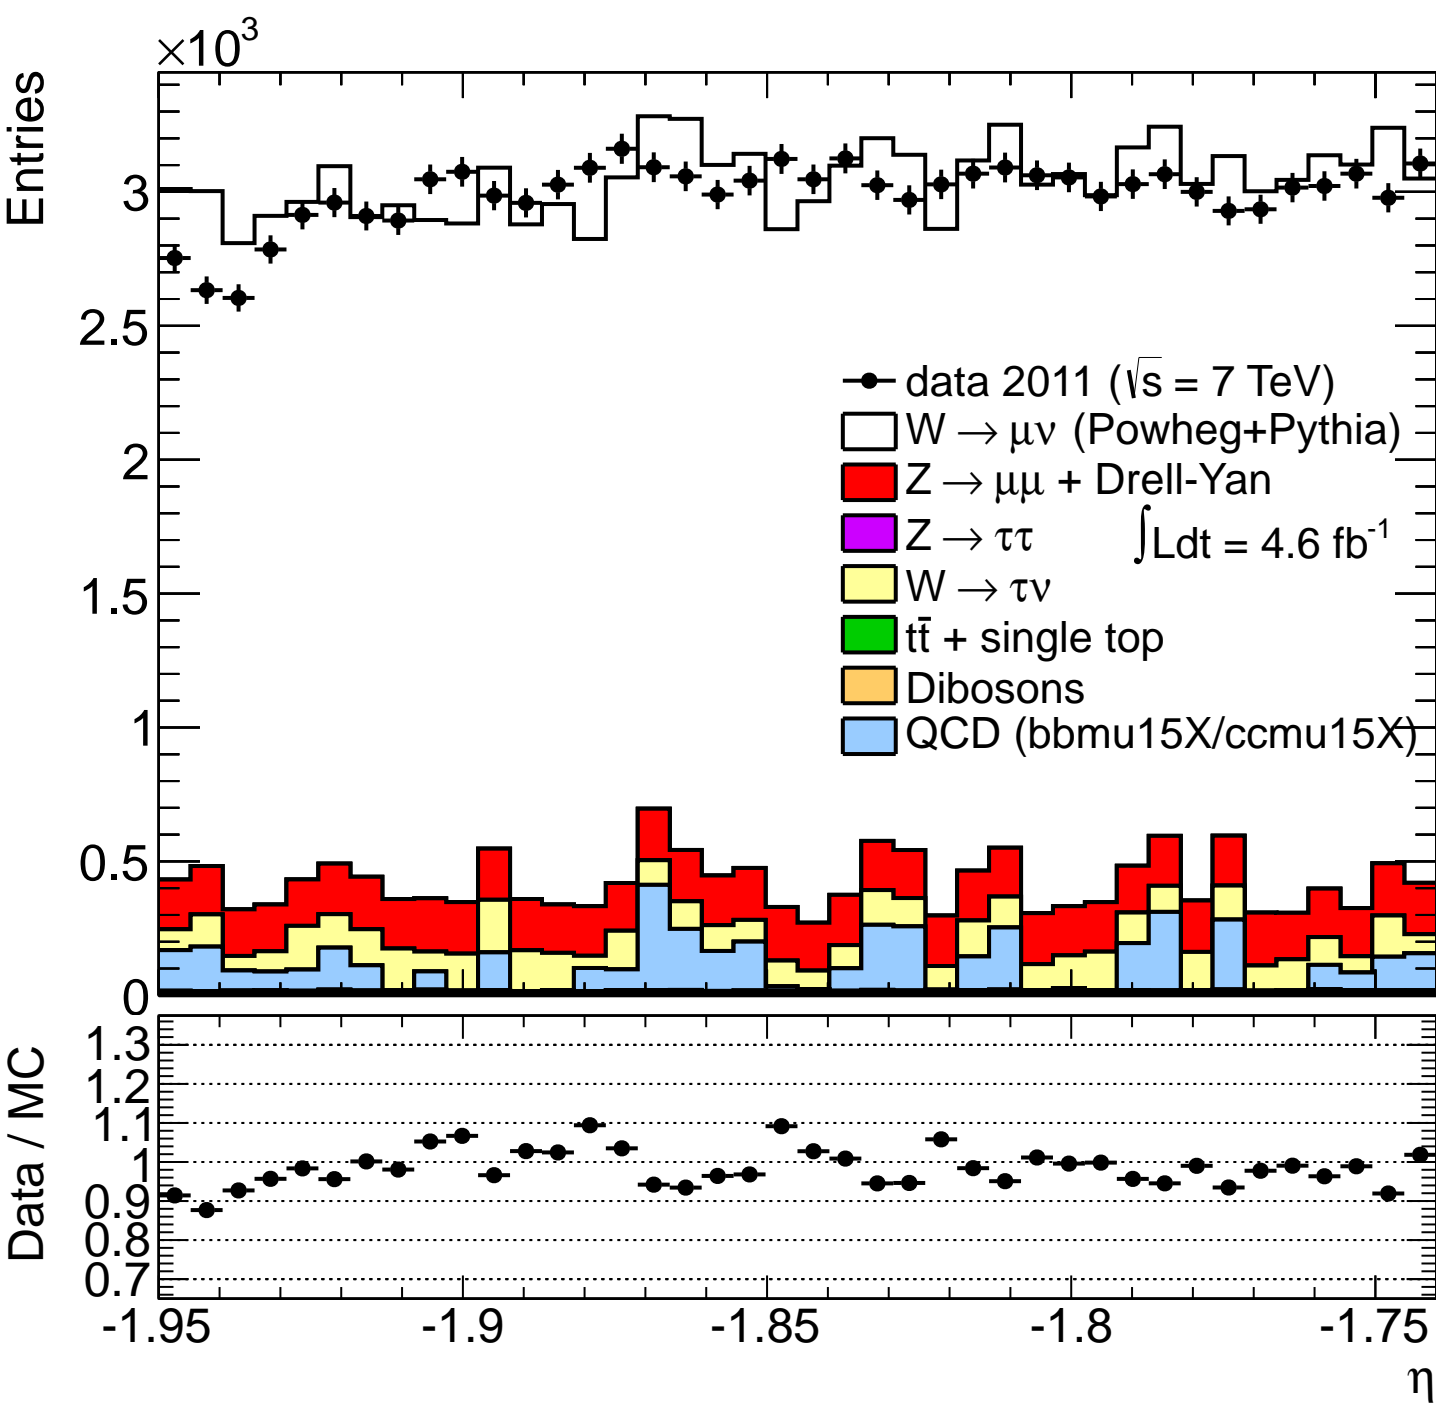 ×10³
Entries
3
2.5
2
1.5
1
0.5
0
data 2011 (√s = 7 TeV)
W → μν (Powheg+Pythia)
Z → μμ + Drell-Yan
Z → ττ
∫Ldt = 4.6 fb⁻¹
W → τν
tt̄ + single top
Dibosons
QCD (bbmu15X/ccmu15X)
Data / MC
1.3
1.2
1.1
1
0.9
0.8
0.7
-1.95 -1.9 -1.85 -1.8 -1.75
η